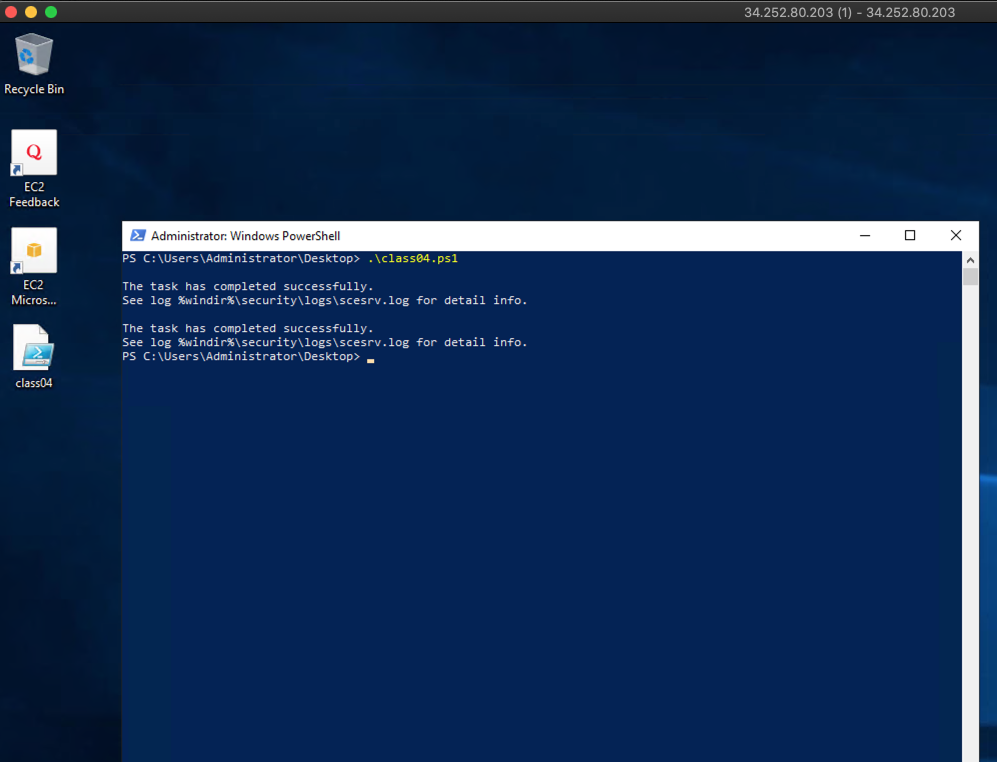 34.252.80.203 (1) - 34.252.80.203
Recycle Bin
Q
EC2
Feedback
EC2
Micros...
class04
Administrator: Windows PowerShell
PS C:\Users\Administrator\Desktop> .\class04.ps1
The task has completed successfully.
See log %windir%\security\logs\scesrv.log for detail info.
The task has completed successfully.
See log %windir%\security\logs\scesrv.log for detail info.
PS C:\Users\Administrator\Desktop>